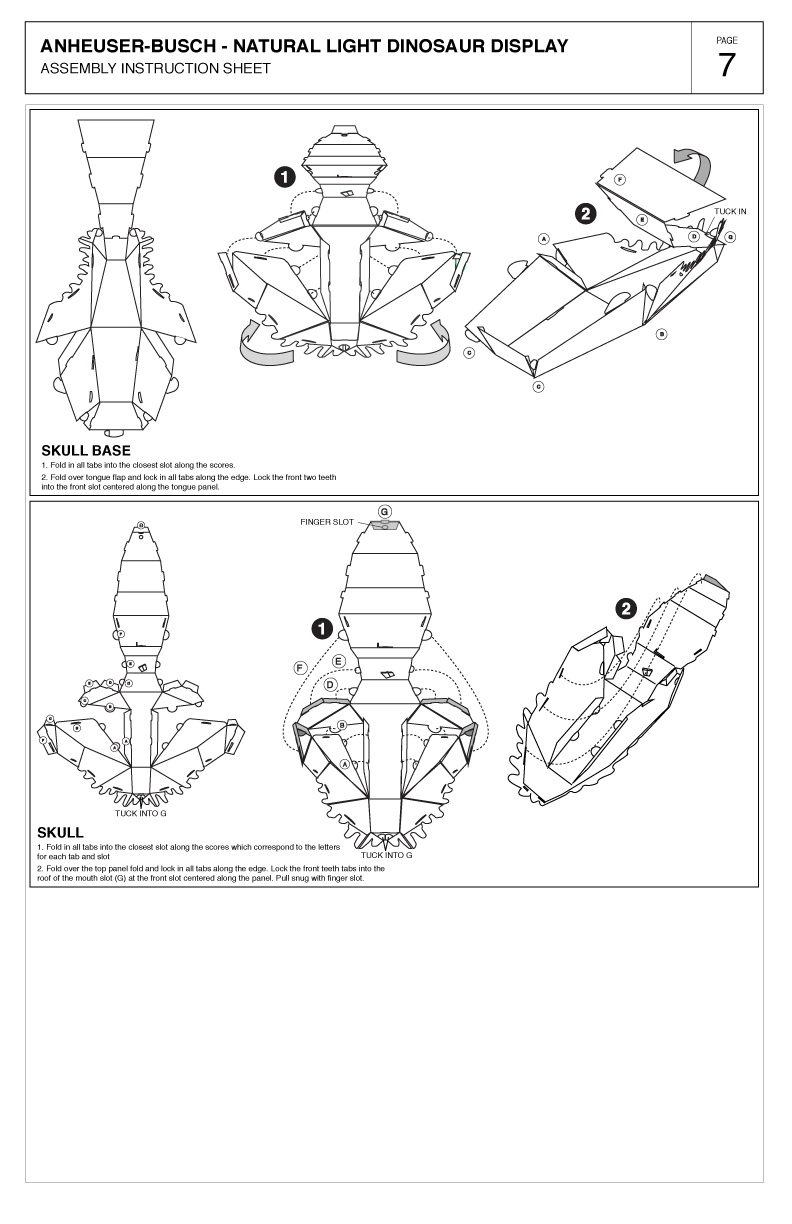 ANHEUSER-BUSCH - NATURAL LIGHT DINOSAUR DISPLAY
ASSEMBLY INSTRUCTION SHEET
PAGE
7
1
2
F
E
TUCK IN
A
D
G
B
C
C
SKULL BASE
1. Fold in all tabs into the closest slot along the scores.
2. Fold over tongue flap and lock in all tabs along the edge. Lock the front two teeth
into the front slot centered along the tongue panel.
G
FINGER SLOT
G
1
2
F
E
F
E
D
B
A
TUCK INTO G
TUCK INTO G
SKULL
1. Fold in all tabs into the closest slot along the scores which correspond to the letters
for each tab and slot
2. Fold over the top panel fold and lock in all tabs along the edge. Lock the front teeth tabs into the
roof of the mouth slot (G) at the front slot centered along the panel. Pull snug with finger slot.